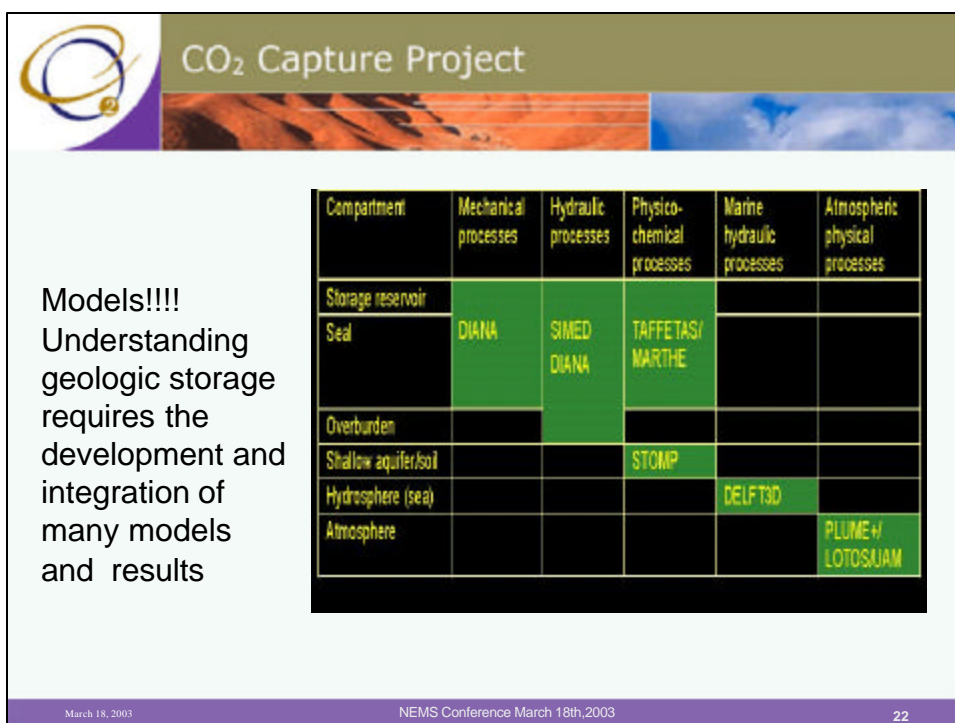 CO₂ Capture Project
2
Models!!!!
Understanding
geologic storage
requires the
development and
integration of
many models
and results
Compartment
Mechanical
processes
Hydraulic
processes
Physico-
chemical
processes
Marine
hydraulic
processes
Atmospheric
physical
processes
Storage reservoir
Seal
DIANA
SIMED
DIANA
TAFFETAS/
MARTHE
Overburden
Shallow aquifer/soil
STOMP
Hydrosphere (sea)
DELFT3D
Atmosphere
PLUME+/
LOTOS/UAM
March 18, 2003
NEMS Conference March 18th,2003
22